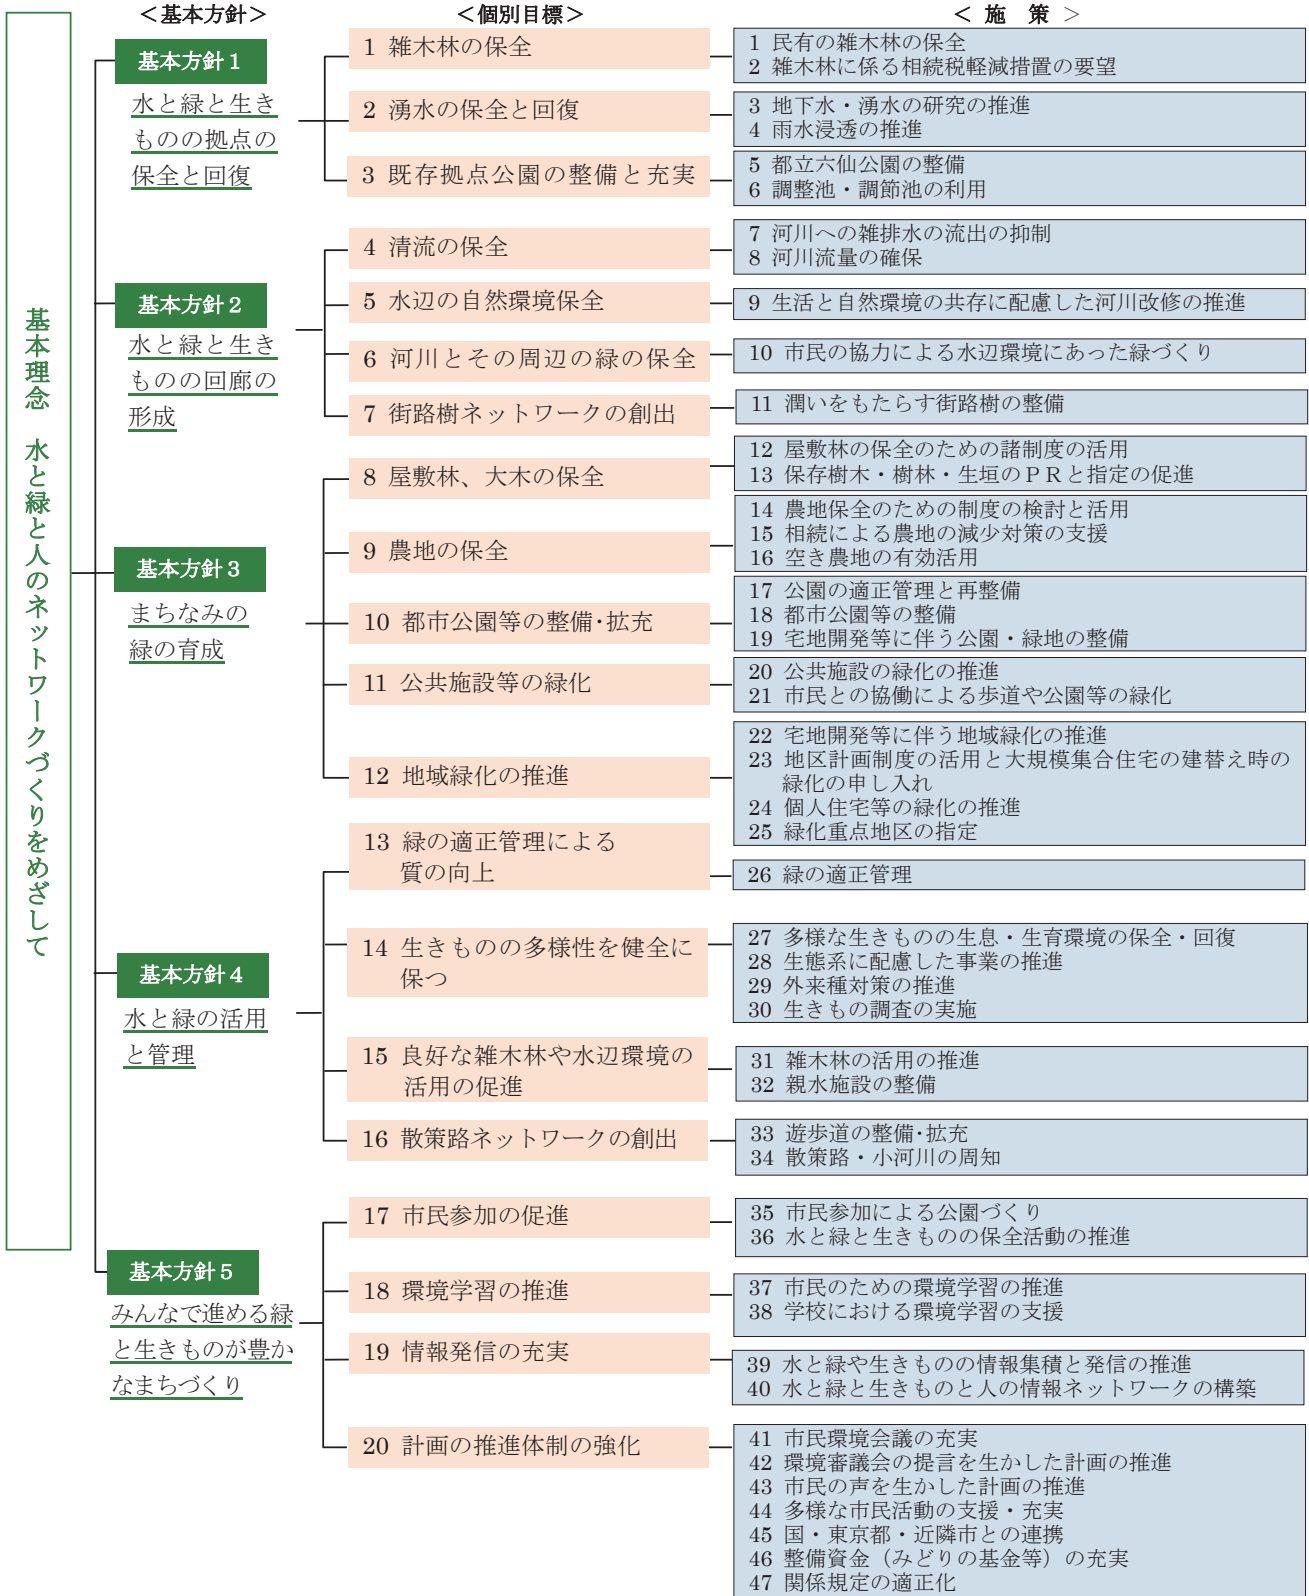 ＜基本方針＞
＜個別目標＞
＜ 施　策 ＞
基本理念　水と緑と人のネットワークづくりをめざして
基本方針１
水と緑と生き
ものの拠点の
保全と回復
1 雑木林の保全
1 民有の雑木林の保全
2 雑木林に係る相続税軽減措置の要望
2 湧水の保全と回復
3 地下水・湧水の研究の推進
4 雨水浸透の推進
3 既存拠点公園の整備と充実
5 都立六仙公園の整備
6 調整池・調節池の利用
基本方針２
水と緑と生き
ものの回廊の
形成
4 清流の保全
7 河川への雑排水の流出の抑制
8 河川流量の確保
5 水辺の自然環境保全
9 生活と自然環境の共存に配慮した河川改修の推進
6 河川とその周辺の緑の保全
10 市民の協力による水辺環境にあった緑づくり
7 街路樹ネットワークの創出
11 潤いをもたらす街路樹の整備
基本方針３
まちなみの
緑の育成
8 屋敷林、大木の保全
12 屋敷林の保全のための諸制度の活用
13 保存樹木・樹林・生垣のＰＲと指定の促進
9 農地の保全
14 農地保全のための制度の検討と活用
15 相続による農地の減少対策の支援
16 空き農地の有効活用
10 都市公園等の整備・拡充
17 公園の適正管理と再整備
18 都市公園等の整備
19 宅地開発等に伴う公園・緑地の整備
11 公共施設等の緑化
20 公共施設の緑化の推進
21 市民との協働による歩道や公園等の緑化
12 地域緑化の推進
22 宅地開発等に伴う地域緑化の推進
23 地区計画制度の活用と大規模集合住宅の建替え時の
緑化の申し入れ
24 個人住宅等の緑化の推進
25 緑化重点地区の指定
基本方針４
水と緑の活用
と管理
13 緑の適正管理による
質の向上
26 緑の適正管理
14 生きものの多様性を健全に
保つ
27 多様な生きものの生息・生育環境の保全・回復
28 生態系に配慮した事業の推進
29 外来種対策の推進
30 生きもの調査の実施
15 良好な雑木林や水辺環境の
活用の促進
31 雑木林の活用の推進
32 親水施設の整備
16 散策路ネットワークの創出
33 遊歩道の整備・拡充
34 散策路・小河川の周知
基本方針５
みんなで進める緑
と生きものが豊か
なまちづくり
17 市民参加の促進
35 市民参加による公園づくり
36 水と緑と生きものの保全活動の推進
18 環境学習の推進
37 市民のための環境学習の推進
38 学校における環境学習の支援
19 情報発信の充実
39 水と緑や生きものの情報集積と発信の推進
40 水と緑と生きものと人の情報ネットワークの構築
20 計画の推進体制の強化
41 市民環境会議の充実
42 環境審議会の提言を生かした計画の推進
43 市民の声を生かした計画の推進
44 多様な市民活動の支援・充実
45 国・東京都・近隣市との連携
46 整備資金（みどりの基金等）の充実
47 関係規定の適正化